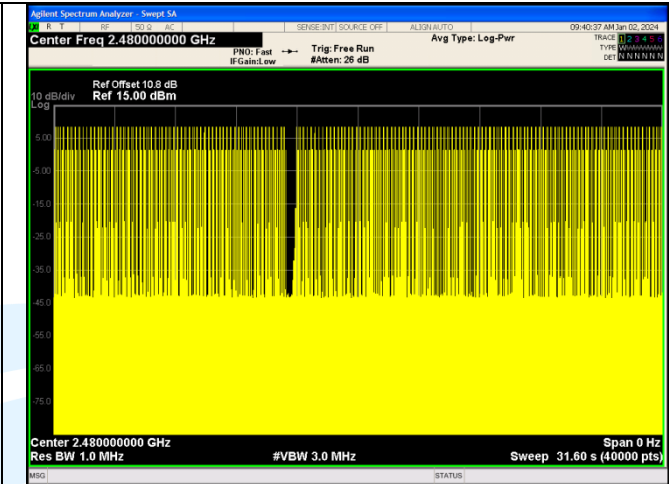 Agilent Spectrum Analyzer - Swept SA
R T RF 50 Ω AC SENSE:INT SOURCE OFF ALIGN AUTO 09:40:37 AM Jan 02, 2024
Center Freq 2.480000000 GHz Avg Type: Log-Pwr TRACE 1 2 3 4 5 6
PNO: Fast Trig: Free Run TYPE W
IFGain:Low #Atten: 26 dB DET N N N N N N
Ref Offset 10.8 dB
10 dB/div Ref 15.00 dBm
Log
5.00
-5.00
-15.0
-25.0
-35.0
-45.0
-55.0
-65.0
-75.0
Center 2.480000000 GHz Span 0 Hz
Res BW 1.0 MHz #VBW 3.0 MHz Sweep 31.60 s (40000 pts)
MSG STATUS